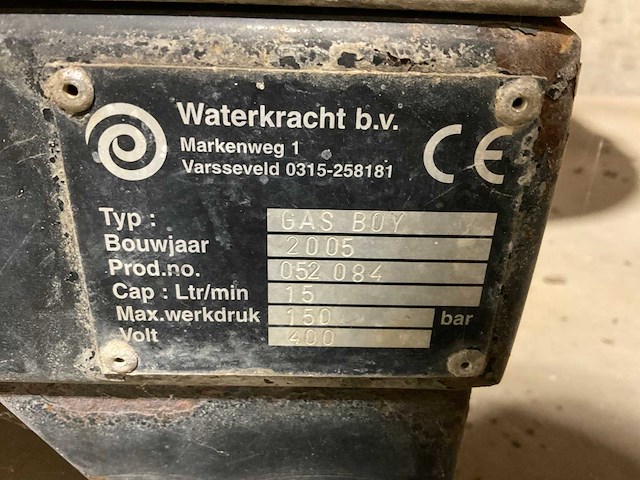 Waterkracht b.v.
Markenweg 1
Varsseveld 0315-258181
CE
Typ : GAS BOY
Bouwjaar 2005
Prod.no. 052 084
Cap : Ltr/min 15
Max.werkdruk 150 bar
Volt 400